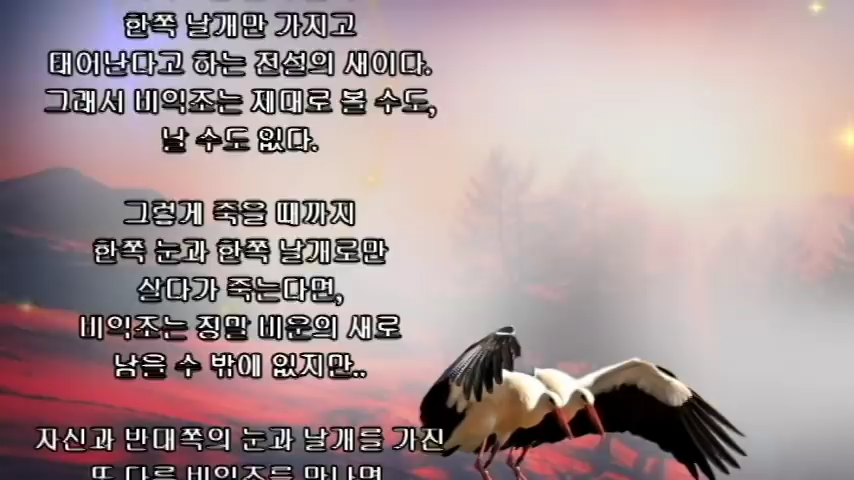 한쪽 날개만 가지고
태어난다고 하는 전설의 새이다.
그래서 비익조는 제대로 볼 수도,
날 수도 없다.
그렇게 죽을 때까지
한쪽 눈과 한쪽 날개로만
살다가 죽는다면,
비익조는 정말 비운의 새로
남을 수 밖에 없지만..
자신과 반대쪽의 눈과 날개를 가진
또 다른 비익조를 만나면